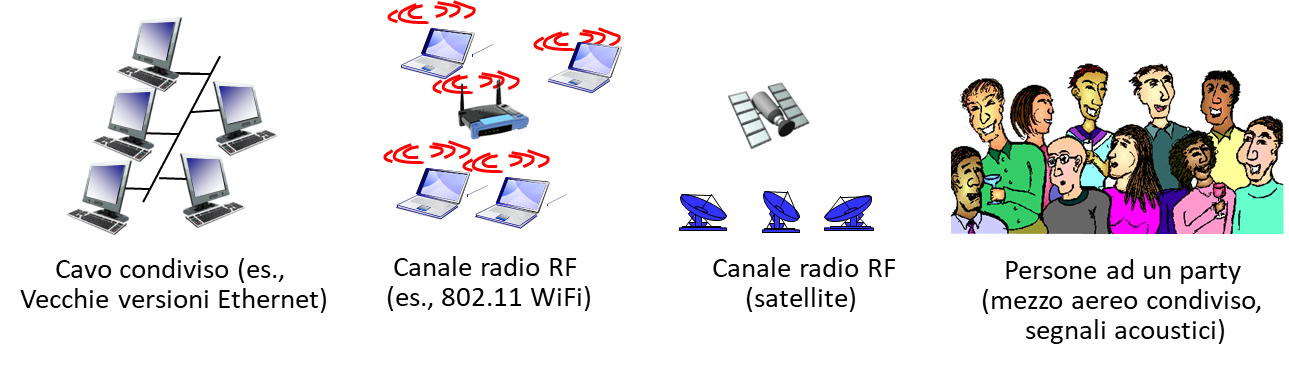 Cavo condiviso (es.,
Vecchie versioni Ethernet)
Canale radio RF
(es., 802.11 WiFi)
Canale radio RF
(satellite)
Persone ad un party
(mezzo aereo condiviso,
segnali acoustici)